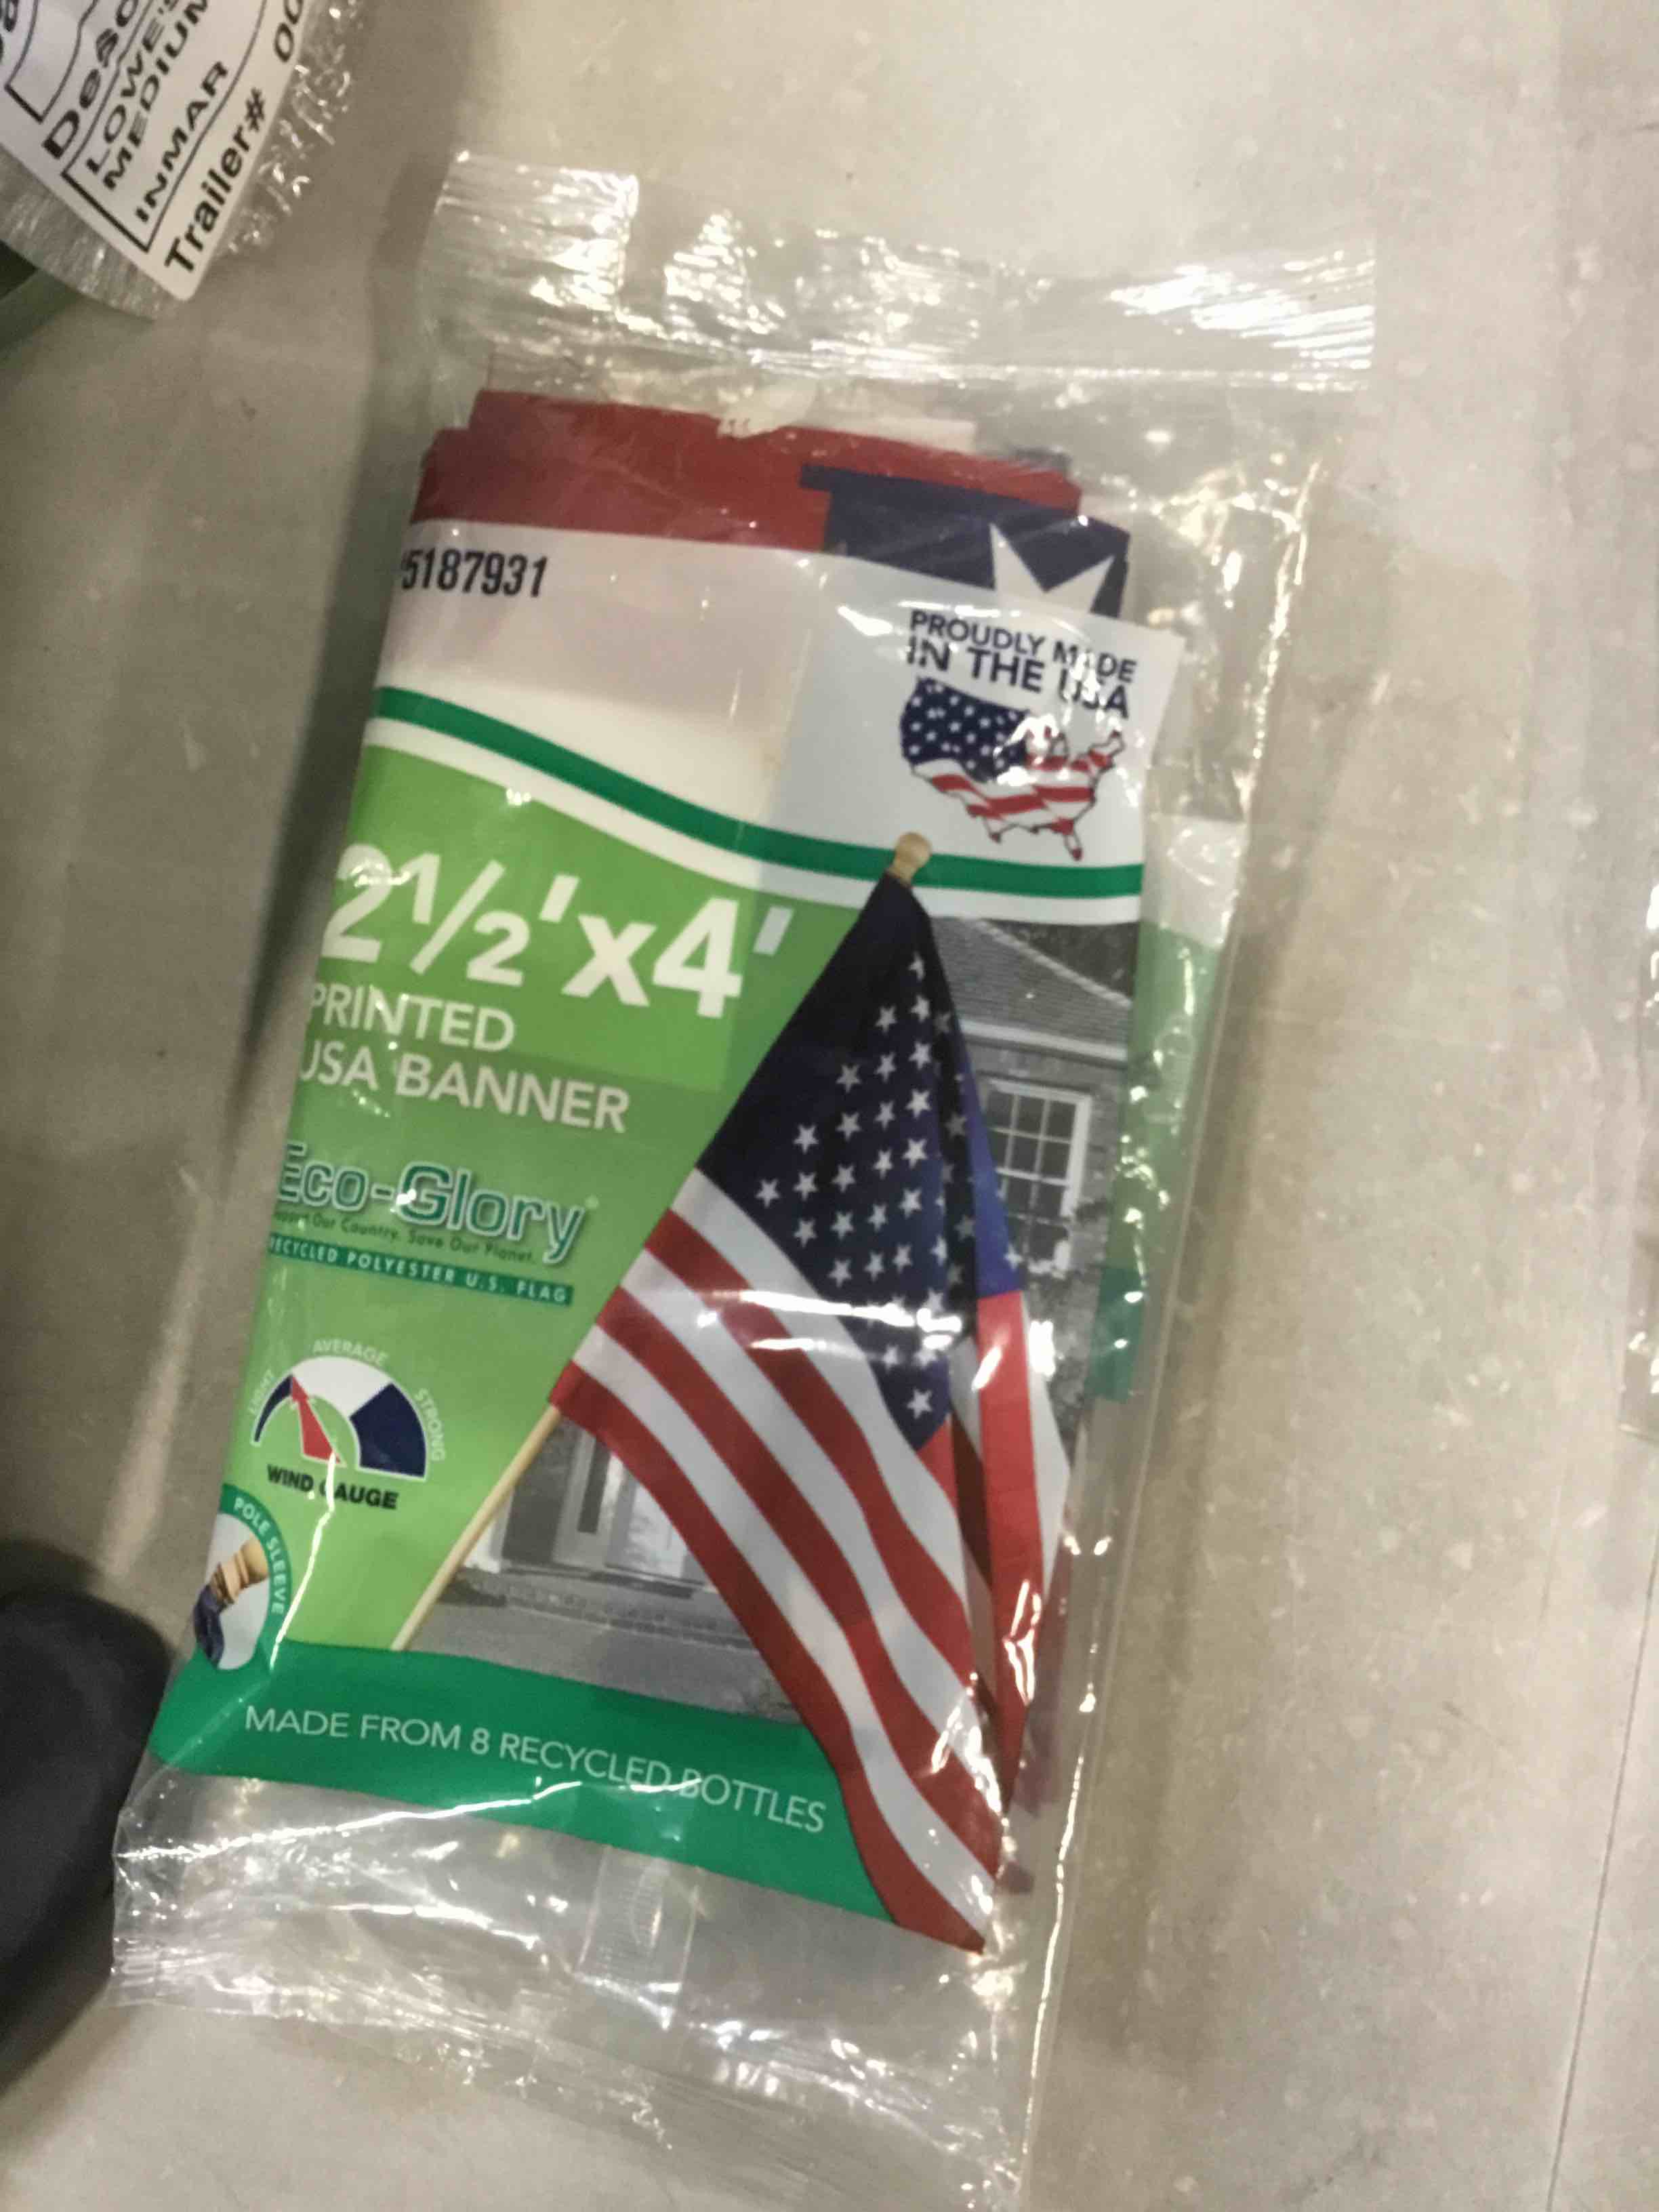 LOWE'S
MEDIUM
INMAR
Trailer#
5187931
PROUDLY MADE
IN THE USA
2½'x4'
PRINTED
USA BANNER
Eco-Glory®
Our Country. Save Our Planet.
RECYCLED POLYESTER U.S. FLAG
LIGHT
AVERAGE
STRONG
WIND GAUGE
POLE SLEEVE
MADE FROM 8 RECYCLED BOTTLES